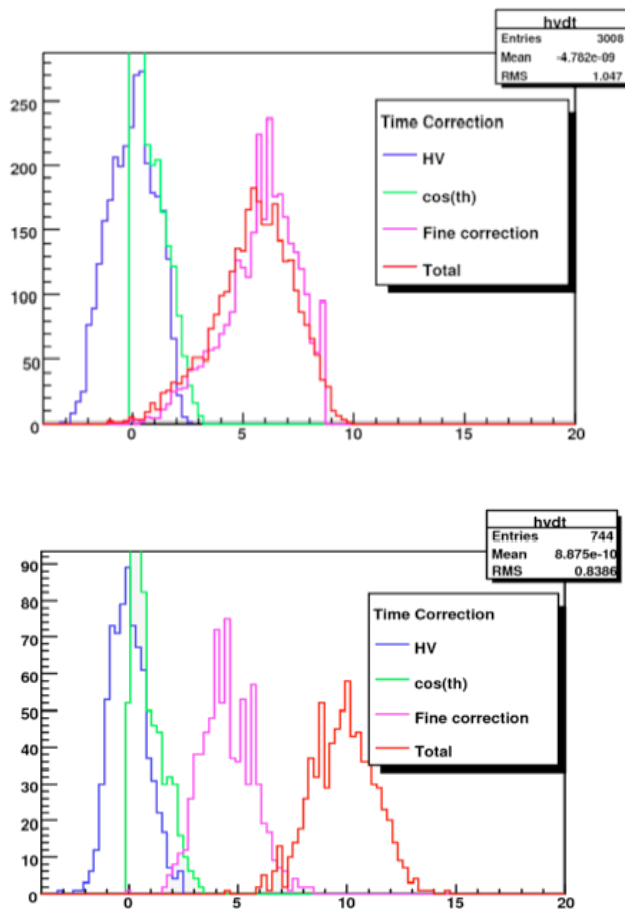 hvdt
Entries 3008
Mean -4.782e-09
RMS 1.047
250
200
150
100
50
0
Time Correction
HV
cos(th)
Fine correction
Total
0 5 10 15 20
hvdt
Entries 744
Mean 8.875e-10
RMS 0.8386
90
80
70
60
50
40
30
20
10
0
Time Correction
HV
cos(th)
Fine correction
Total
0 5 10 15 20